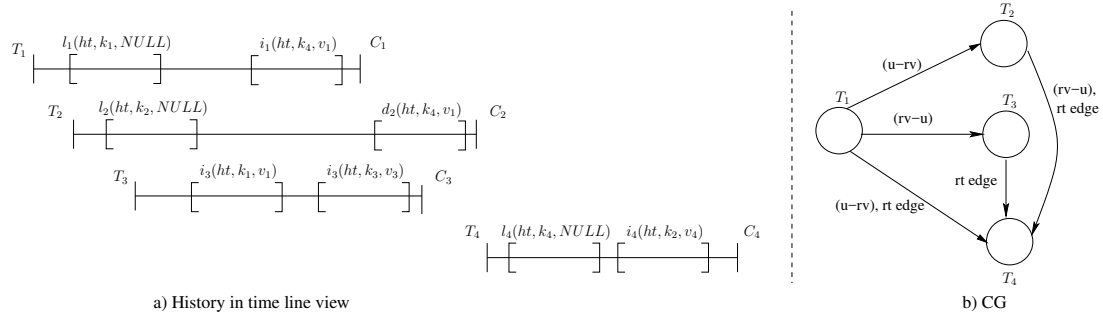 T1 l1(ht, k1, NULL) i1(ht, k4, v1) C1
T2 l2(ht, k2, NULL) d2(ht, k4, v1) C2
T3 i3(ht, k1, v1) i3(ht, k3, v3) C3
T4 l4(ht, k4, NULL) i4(ht, k2, v4) C4
a) History in time line view
T2
(u−rv)
(rv−u),
rt edge
T1
T3
(rv−u)
rt edge
(u−rv), rt edge
T4
b) CG